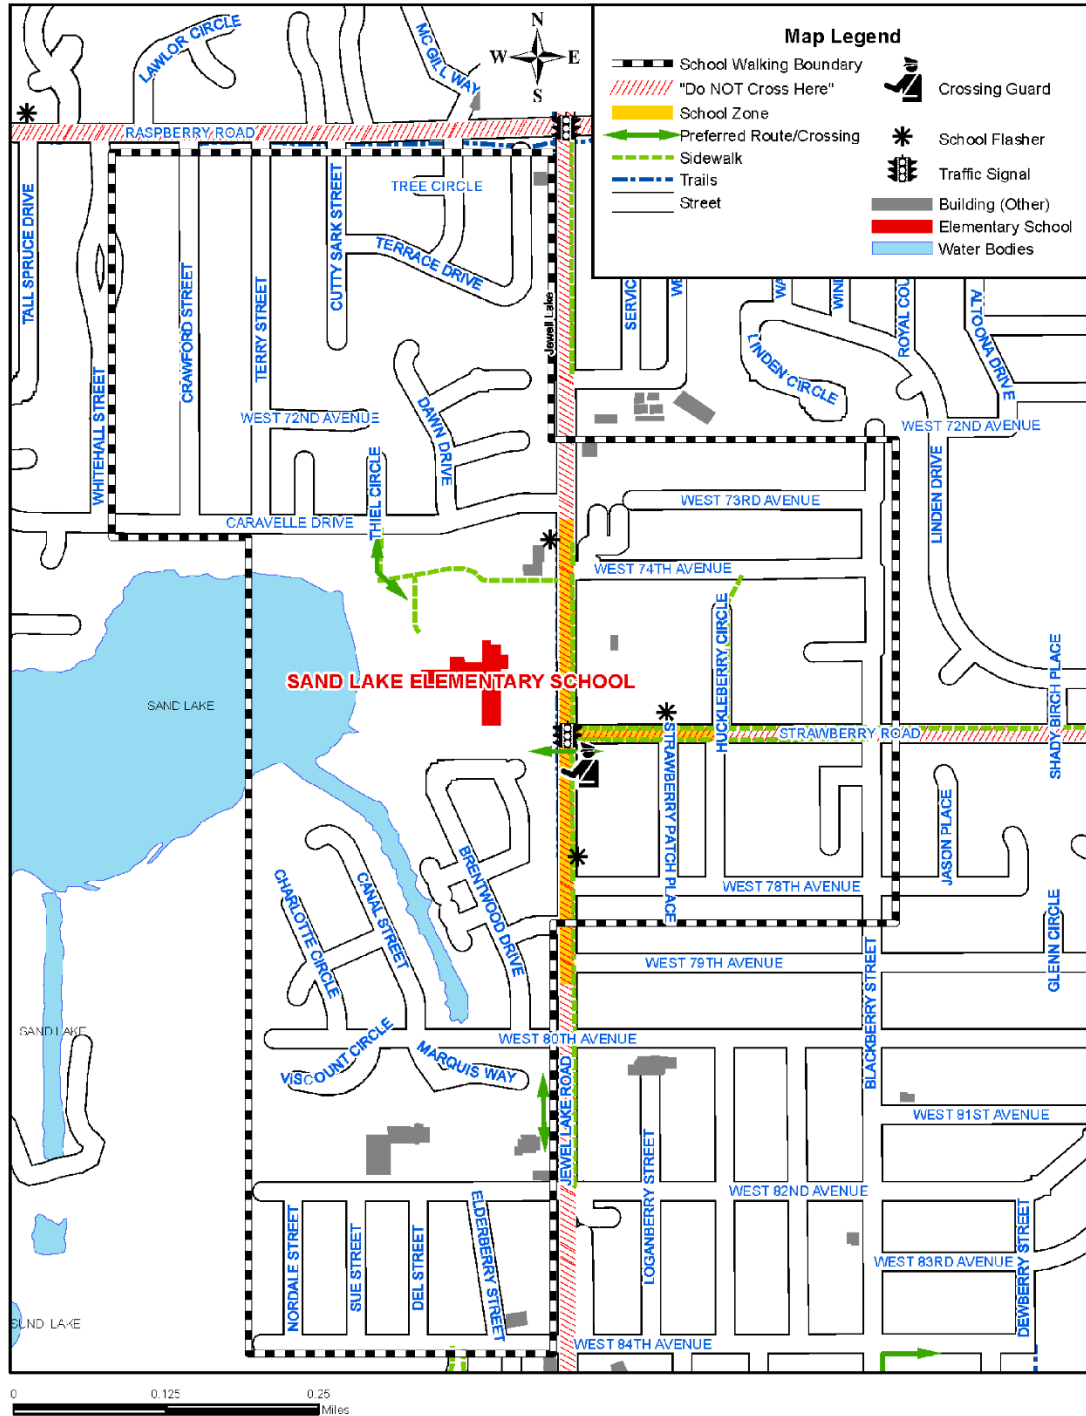 LAWLOR CIRCLE
MC GILL WAY
N
W
E
S
RASPBERRY ROAD
Map Legend
School Walking Boundary
"Do NOT Cross Here"
School Zone
Preferred Route/Crossing
Sidewalk
Trails
Street
Crossing Guard
School Flasher
Traffic Signal
Building (Other)
Elementary School
Water Bodies
TALL SPRUCE DRIVE
WHITEHALL STREET
CRAWFORD STREET
TERRY STREET
CUTTY SARK STREET
TREE CIRCLE
TERRACE DRIVE
Jewell Lake
WEST 72ND AVENUE
DAWN DRIVE
THIEL CIRCLE
CARAVELLE DRIVE
SERVIC
WIND
ROYAL COU
ALTOONA DRIVE
LINDEN CIRCLE
WEST 72ND AVENUE
LINDEN DRIVE
WEST 73RD AVENUE
WEST 74TH AVENUE
HUCKLEBERRY CIRCLE
SHADY BIRCH PLACE
SAND LAKE ELEMENTARY SCHOOL
SAND LAKE
STRAWBERRY ROAD
STRAWBERRY PATCH PLACE
JASON PLACE
WEST 78TH AVENUE
BRENTWOOD DRIVE
CANAL STREET
CHARLOTTE CIRCLE
GLENN CIRCLE
WEST 79TH AVENUE
BLACKBERRY STREET
SAND LAKE
WEST 80TH AVENUE
VISCOUNT CIRCLE
MARQUIS WAY
JEWEL LAKE ROAD
WEST 81ST AVENUE
LOGANBERRY STREET
WEST 82ND AVENUE
NORDALE STREET
SUE STREET
DEL STREET
ELDERBERRY STREET
WEST 83RD AVENUE
DEWBERRY STREET
SUND LAKE
WEST 84TH AVENUE
0 0.125 0.25
Miles